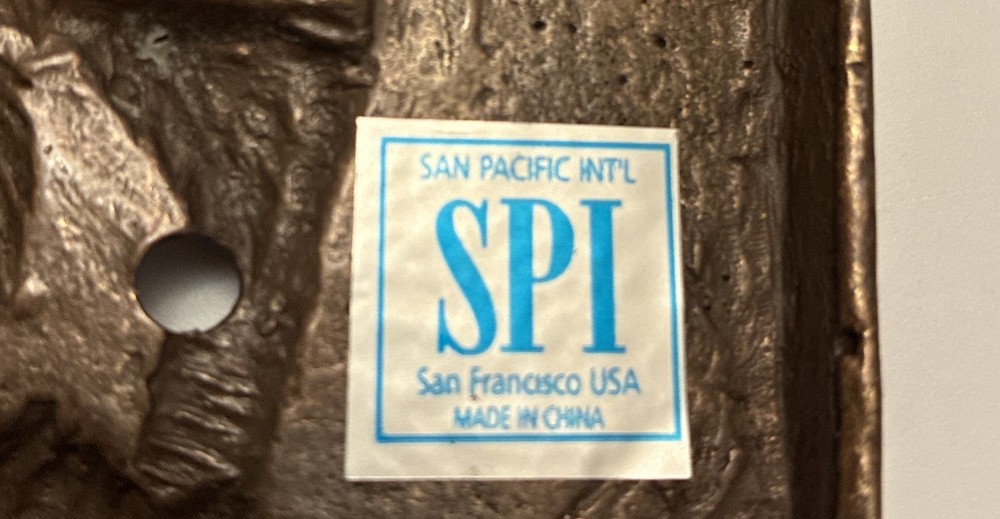 SAN PACIFIC INT'L
SPI
San Francisco USA
MADE IN CHINA